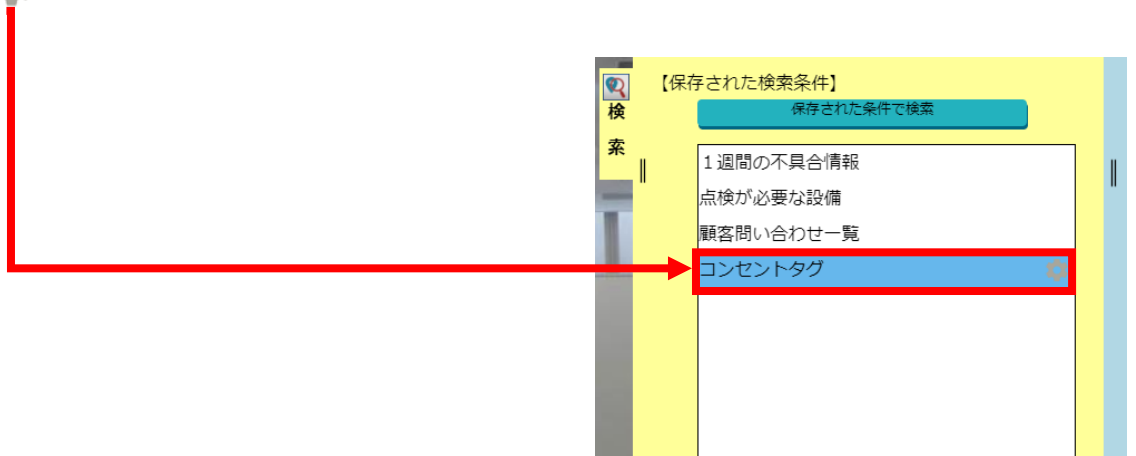 【保存された検索条件】
保存された条件で検索
検
索
１週間の不具合情報
点検が必要な設備
顧客問い合わせ一覧
コンセントタグ